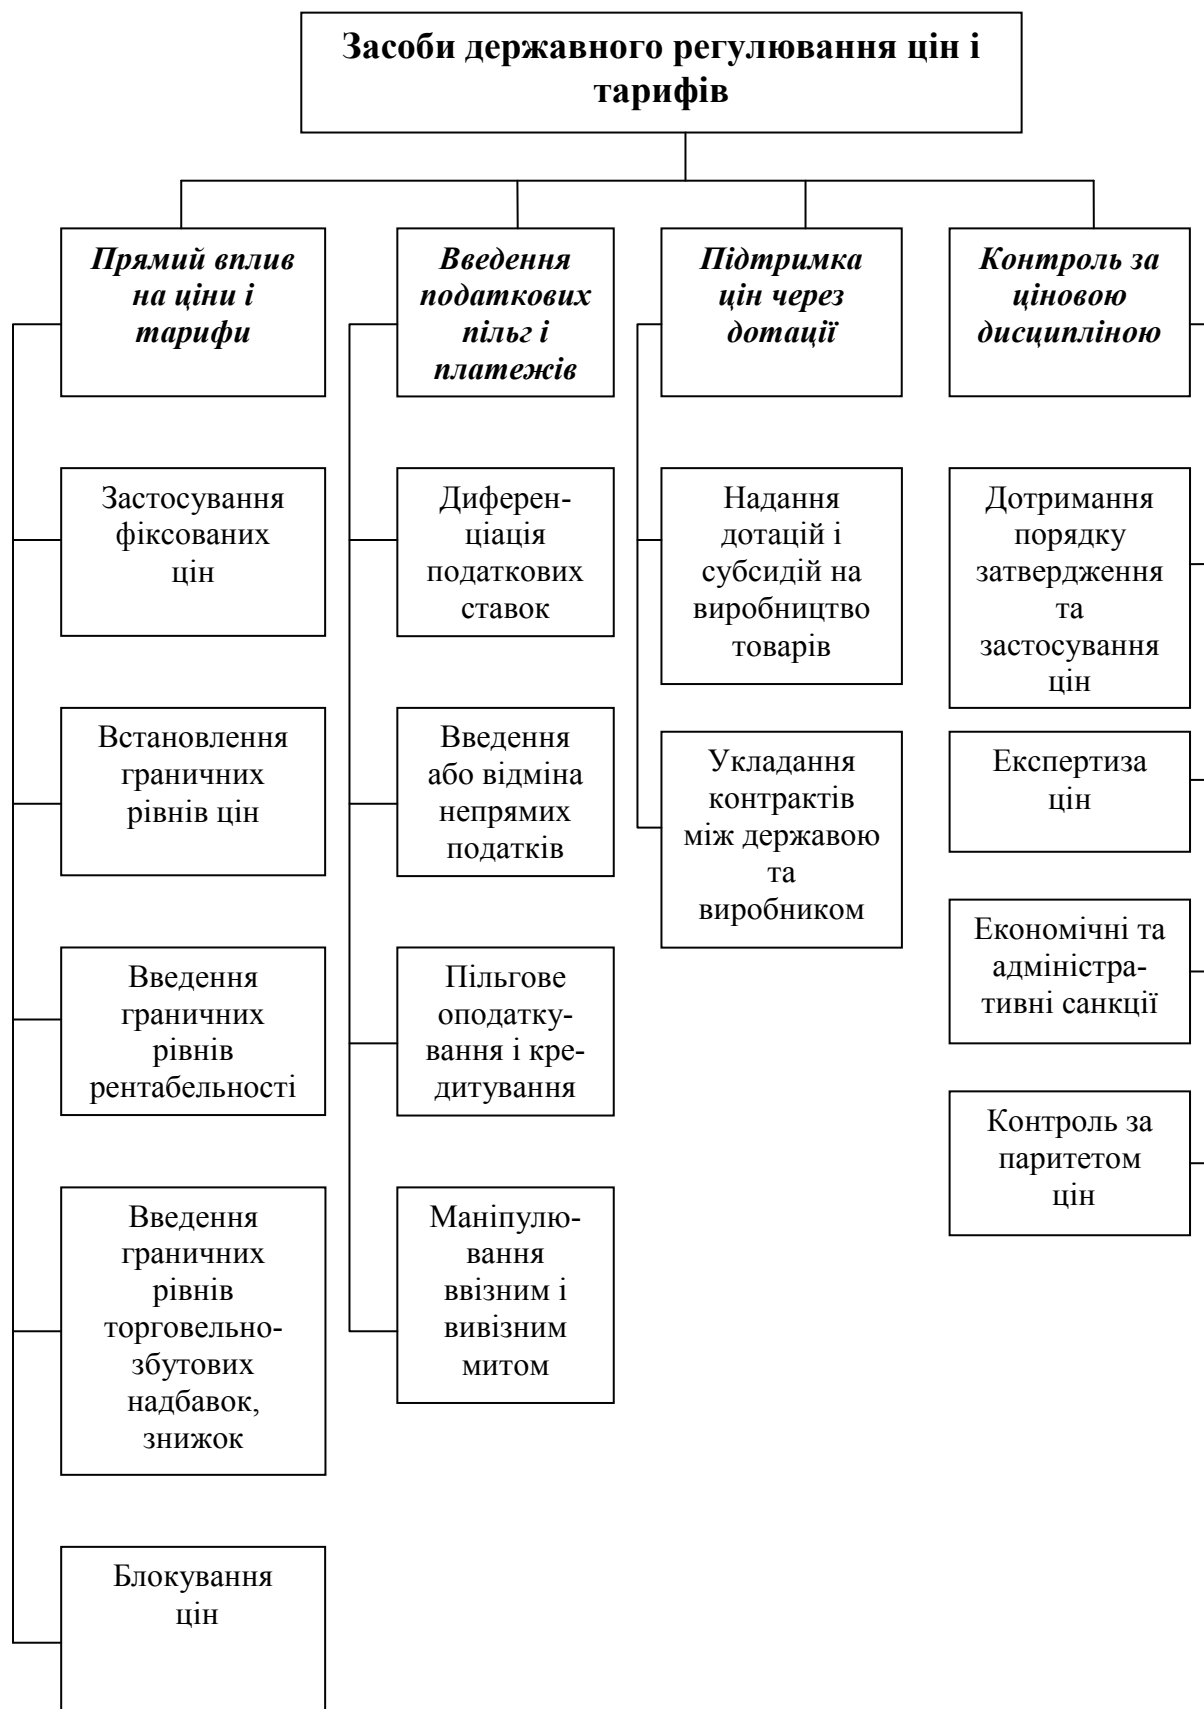 Засоби державного регулювання цін і
тарифів
Прямий вплив
на ціни і
тарифи
Застосування
фіксованих
цін
Встановлення
граничних
рівнів цін
Введення
граничних
рівнів
рентабельності
Введення
граничних
рівнів
торговельно-
збутових
надбавок,
знижок
Блокування
цін
Введення
податкових
пільг і
платежів
Диферен-
ціація
податкових
ставок
Введення
або відміна
непрямих
податків
Пільгове
оподатку-
вання і кре-
дитування
Маніпулю-
вання
ввізним і
вивізним
митом
Підтримка
цін через
дотації
Надання
дотацій і
субсидій на
виробництво
товарів
Укладання
контрактів
між державою
та
виробником
Контроль за
ціновою
дисципліною
Дотримання
порядку
затвердження
та
застосування
цін
Експертиза
цін
Економічні та
адміністра-
тивні санкції
Контроль за
паритетом
цін